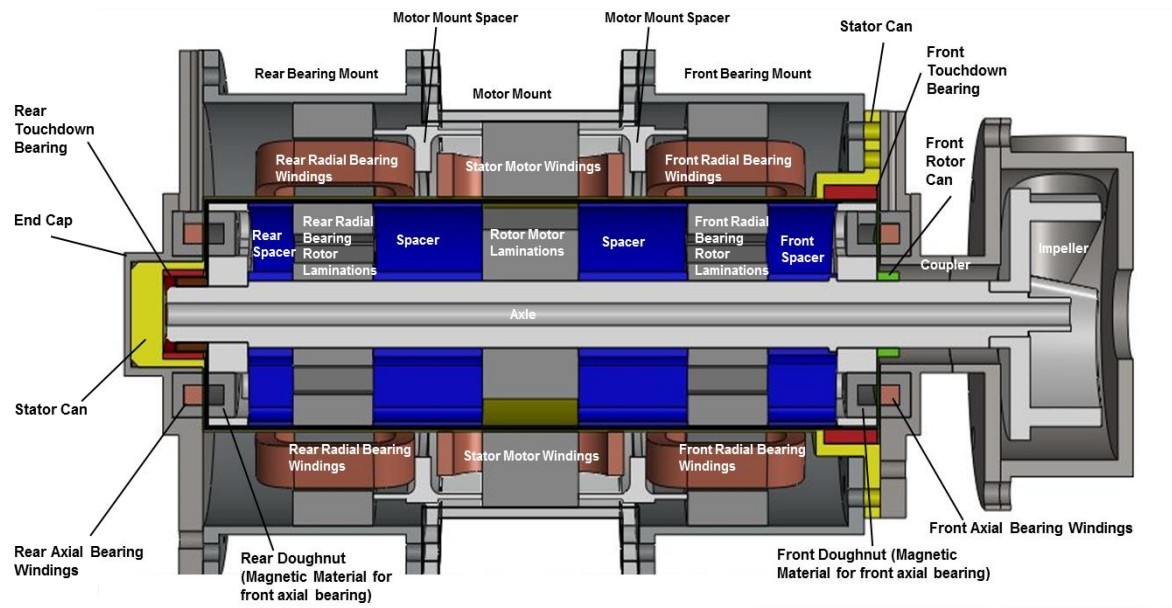 Motor Mount Spacer
Motor Mount Spacer
Stator Can
Front
Touchdown
Bearing
Rear Bearing Mount
Front Bearing Mount
Motor Mount
Rear
Touchdown
Bearing
Front
Rotor
Can
Rear Radial Bearing
Windings
Stator Motor Windings
Front Radial Bearing
Windings
End Cap
Rear
Spacer
Rear Radial
Bearing
Rotor
Laminations
Spacer
Rotor Motor
Laminations
Spacer
Front Radial
Bearing
Rotor
Laminations
Front
Spacer
Coupler
Impeller
Axle
Stator Can
Rear Radial Bearing
Windings
Stator Motor Windings
Front Radial Bearing
Windings
Rear Axial Bearing
Windings
Rear Doughnut
(Magnetic Material for
front axial bearing)
Front Doughnut (Magnetic
Material for front axial bearing)
Front Axial Bearing Windings